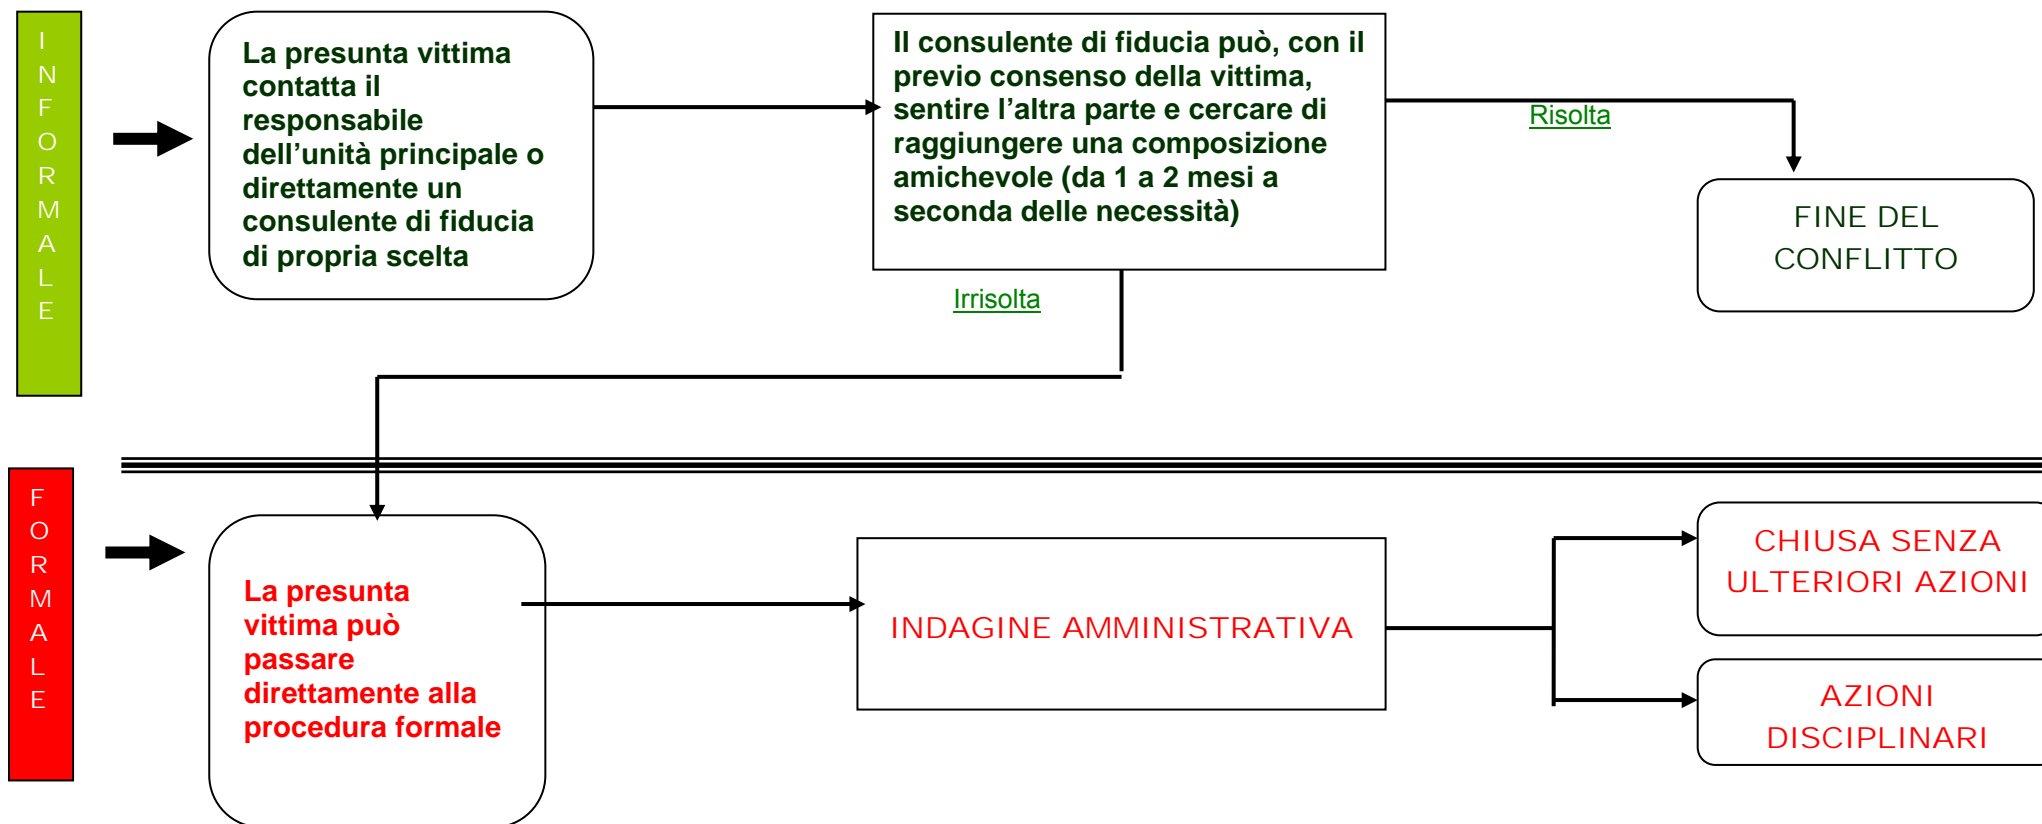 INFORMALE
La presunta vittima
contatta il
responsabile
dell'unità principale o
direttamente un
consulente di fiducia
di propria scelta
Il consulente di fiducia può, con il
previo consenso della vittima,
sentire l'altra parte e cercare di
raggiungere una composizione
amichevole (da 1 a 2 mesi a
seconda delle necessità)
Risolta
FINE DEL
CONFLITTO
Irrisolta
FORMALE
La presunta
vittima può
passare
direttamente alla
procedura formale
INDAGINE AMMINISTRATIVA
CHIUSA SENZA
ULTERIORI AZIONI
AZIONI
DISCIPLINARI